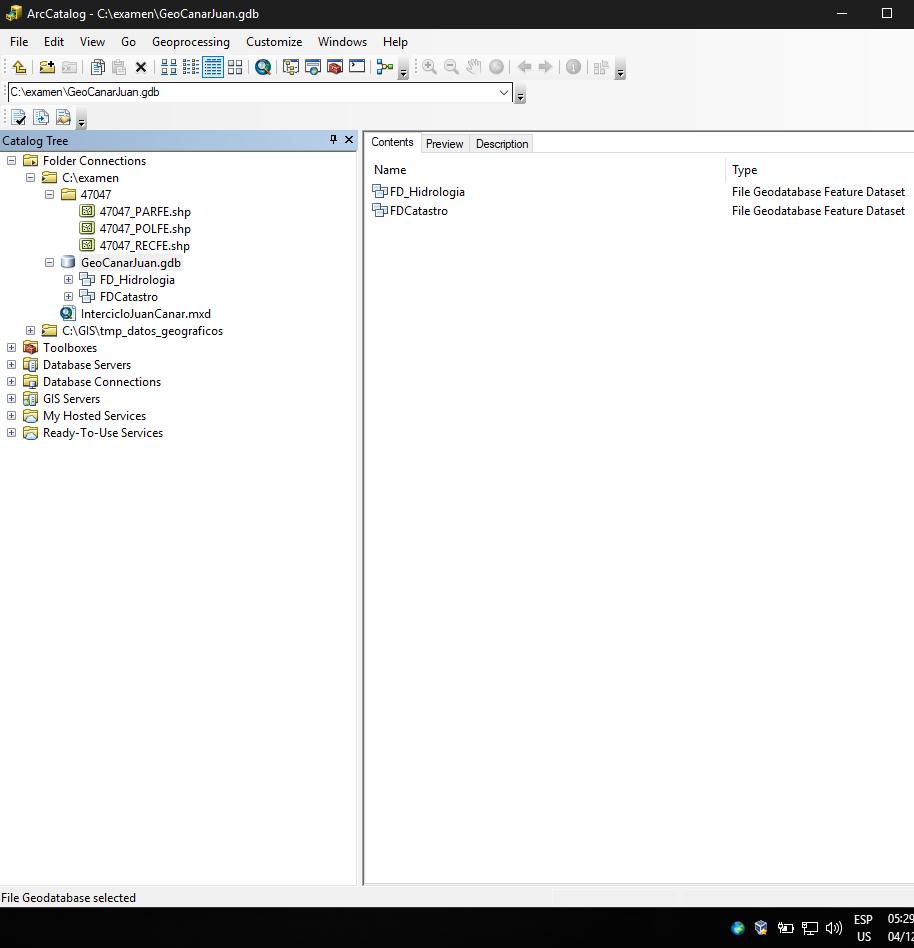 ArcCatalog - C:\examen\GeoCanarJuan.gdb
File Edit View Go Geoprocessing Customize Windows Help
C:\examen\GeoCanarJuan.gdb
Catalog Tree
Folder Connections
C:\examen
47047
47047_PARFE.shp
47047_POLFE.shp
47047_RECFE.shp
GeoCanarJuan.gdb
FD_Hidrologia
FDCatastro
IntercicloJuanCanar.mxd
C:\GIS\tmp_datos_geograficos
Toolboxes
Database Servers
Database Connections
GIS Servers
My Hosted Services
Ready-To-Use Services
Contents Preview Description
Name Type
FD_Hidrologia File Geodatabase Feature Dataset
FDCatastro File Geodatabase Feature Dataset
File Geodatabase selected
ESP 05:29
US 04/12